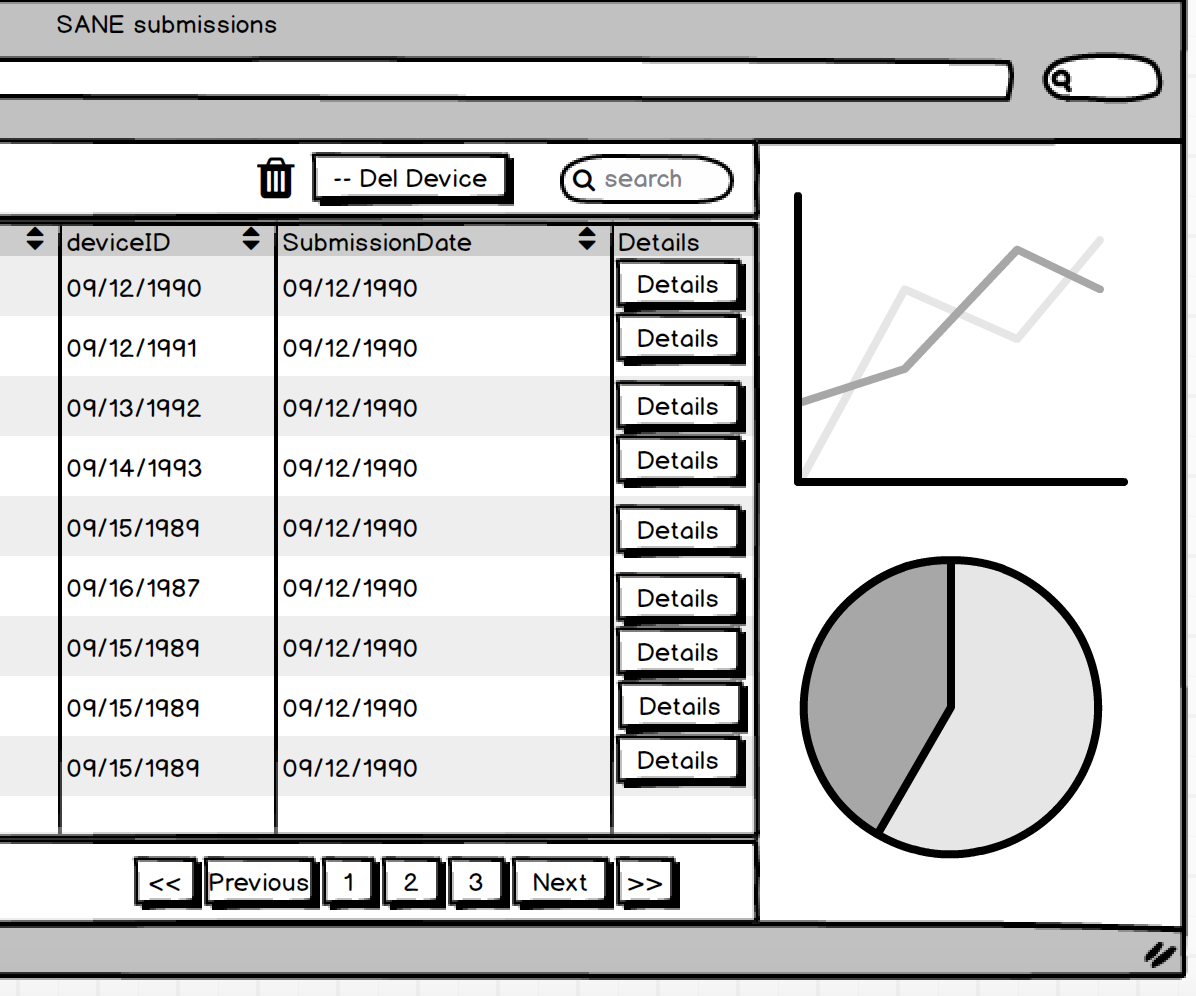 SANE submissions
-- Del Device
search
deviceID SubmissionDate Details
09/12/1990 09/12/1990 Details
09/12/1991 09/12/1990 Details
09/13/1992 09/12/1990 Details
09/14/1993 09/12/1990 Details
09/15/1989 09/12/1990 Details
09/16/1987 09/12/1990 Details
09/15/1989 09/12/1990 Details
09/15/1989 09/12/1990 Details
09/15/1989 09/12/1990 Details
<< Previous 1 2 3 Next >>